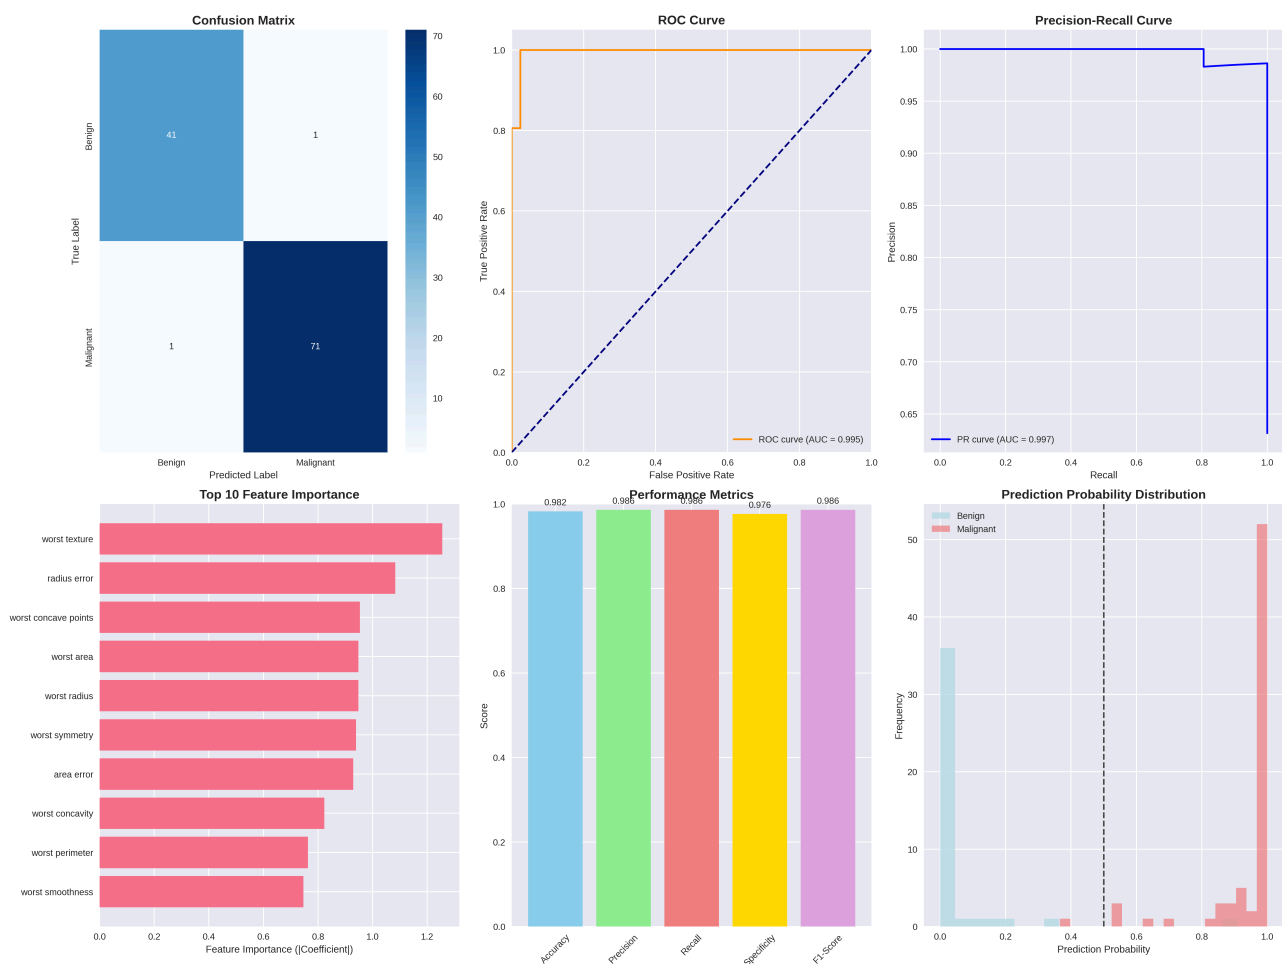 Confusion Matrix
True Label
Benign
Malignant
41
1
1
71
70
60
50
40
30
20
10
Benign
Malignant
Predicted Label
ROC Curve
True Positive Rate
1.0
0.8
0.6
0.4
0.2
0.0
0.0
0.2
0.4
0.6
0.8
1.0
ROC curve (AUC = 0.995)
False Positive Rate
Precision-Recall Curve
Precision
1.00
0.95
0.90
0.85
0.80
0.75
0.70
0.65
PR curve (AUC = 0.997)
0.0
0.2
0.4
0.6
0.8
1.0
Recall
Top 10 Feature Importance
worst texture
radius error
worst concave points
worst area
worst radius
worst symmetry
area error
worst concavity
worst perimeter
worst smoothness
0.0
0.2
0.4
0.6
0.8
1.0
1.2
Feature Importance (|Coefficient|)
Performance Metrics
Score
1.0
0.8
0.6
0.4
0.2
0.0
0.982
0.986
0.986
0.976
0.986
Accuracy
Precision
Recall
Specificity
F1-Score
Prediction Probability Distribution
Benign
Malignant
Frequency
50
40
30
20
10
0
0.0
0.2
0.4
0.6
0.8
1.0
Prediction Probability